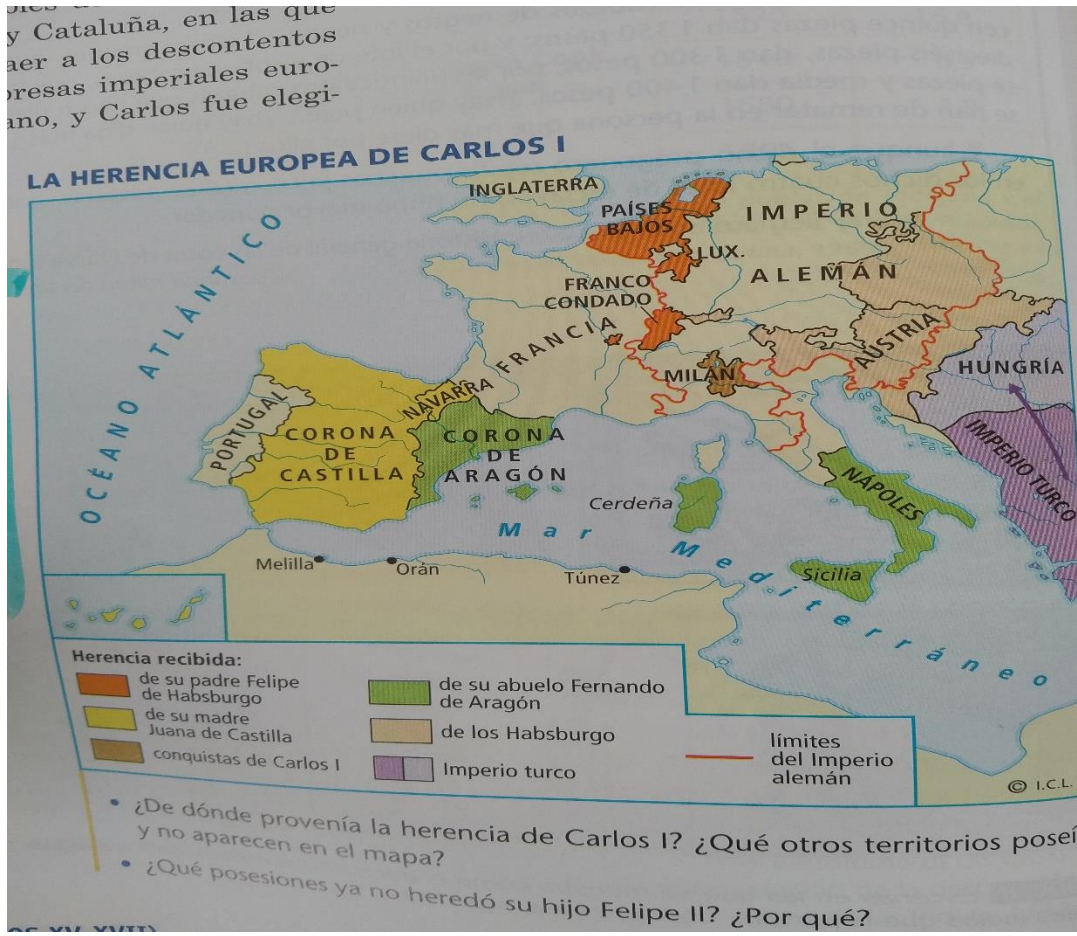 y Cataluña, en las que
aer a los descontentos
presas imperiales euro-
ano, y Carlos fue elegi-
LA HERENCIA EUROPEA DE CARLOS I
OCÉANO ATLÁNTICO
INGLATERRA
PAÍSES
BAJOS
LUX.
IMPERIO
ALEMÁN
FRANCO
CONDADO
FRANCIA
MILÁN
AUSTRIA
HUNGRÍA
IMPERIO TURCO
NAVARRA
PORTUGAL
CORONA
DE
CASTILLA
CORONA
DE
ARAGÓN
Cerdeña
NÁPOLES
Sicilia
Mar Mediterráneo
Melilla
Orán
Túnez
Herencia recibida:
de su padre Felipe
de Habsburgo
de su madre
Juana de Castilla
conquistas de Carlos I
de su abuelo Fernando
de Aragón
de los Habsburgo
Imperio turco
límites
del Imperio
alemán
© I.C.L.
• ¿De dónde provenía la herencia de Carlos I? ¿Qué otros territorios poseí
y no aparecen en el mapa?
• ¿Qué posesiones ya no heredó su hijo Felipe II? ¿Por qué?